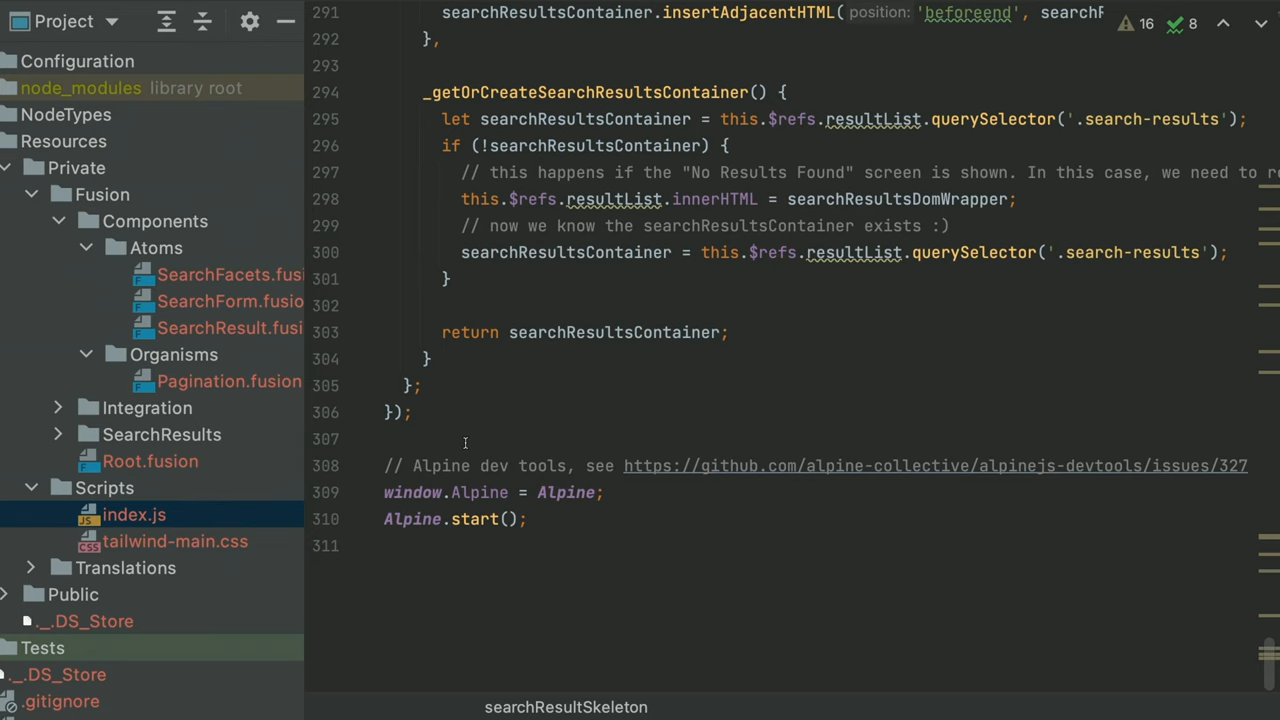 Project
Configuration
node_modules library root
NodeTypes
Resources
Private
Fusion
Components
Atoms
SearchFacets.fusi
SearchForm.fusio
SearchResult.fusi
Organisms
Pagination.fusion
Integration
SearchResults
Root.fusion
Scripts
index.js
tailwind-main.css
Translations
Public
._.DS_Store
Tests
._.DS_Store
.gitignore
16 8
291 searchResultsContainer.insertAdjacentHTML( position: 'beforeend', searchR
292 },
293
294 _getOrCreateSearchResultsContainer() {
295 let searchResultsContainer = this.$refs.resultList.querySelector('.search-results');
296 if (!searchResultsContainer) {
297 // this happens if the "No Results Found" screen is shown. In this case, we need to re
298 this.$refs.resultList.innerHTML = searchResultsDomWrapper;
299 // now we know the searchResultsContainer exists :)
300 searchResultsContainer = this.$refs.resultList.querySelector('.search-results');
301 }
302
303 return searchResultsContainer;
304 }
305 };
306 });
307
308 // Alpine dev tools, see https://github.com/alpine-collective/alpinejs-devtools/issues/327
309 window.Alpine = Alpine;
310 Alpine.start();
311
searchResultSkeleton